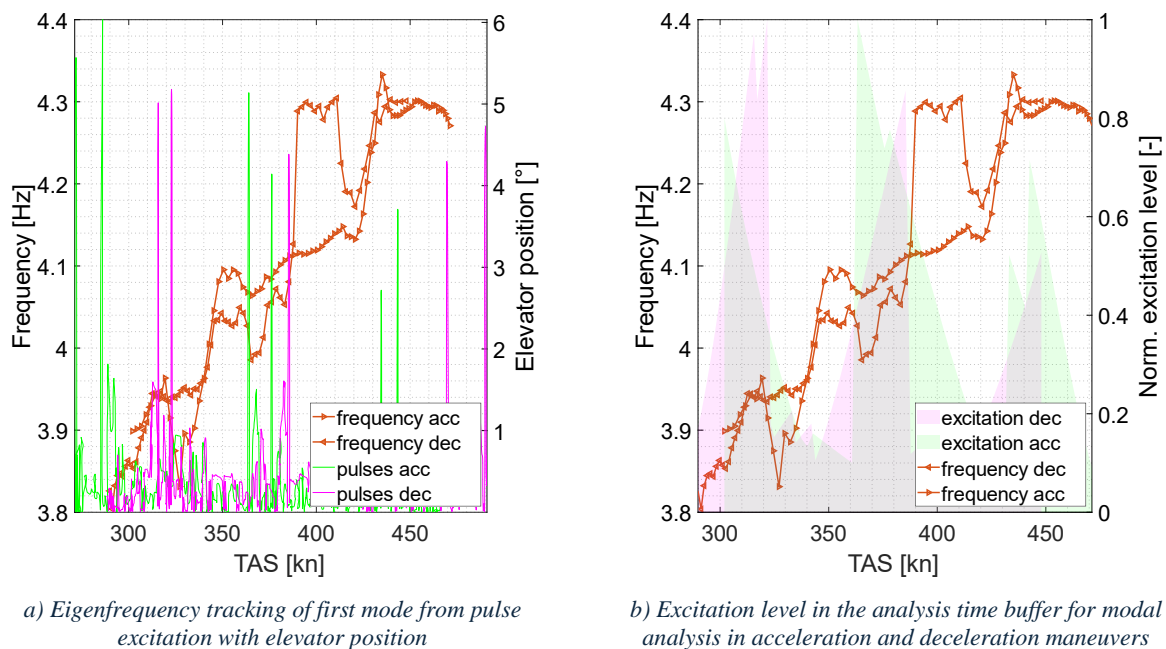 4.4
4.3
4.2
4.1
4
3.9
3.8
Frequency [Hz]
300
350
400
450
TAS [kn]
6
5
4
3
2
1
Elevator position [°]
frequency acc
frequency dec
pulses acc
pulses dec
a) Eigenfrequency tracking of first mode from pulse
excitation with elevator position
4.4
4.3
4.2
4.1
4
3.9
3.8
Frequency [Hz]
300
350
400
450
TAS [kn]
1
0.8
0.6
0.4
0.2
0
Norm. excitation level [-]
excitation dec
excitation acc
frequency dec
frequency acc
b) Excitation level in the analysis time buffer for modal
analysis in acceleration and deceleration maneuvers